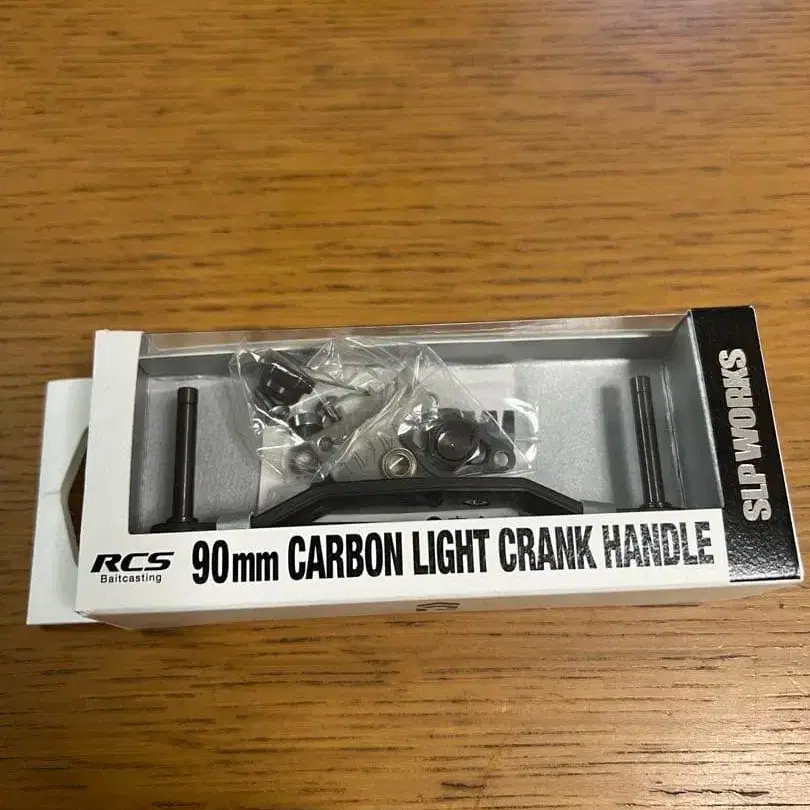 RCS
Baitcasting
90mm CARBON LIGHT CRANK HANDLE
SLP WORKS